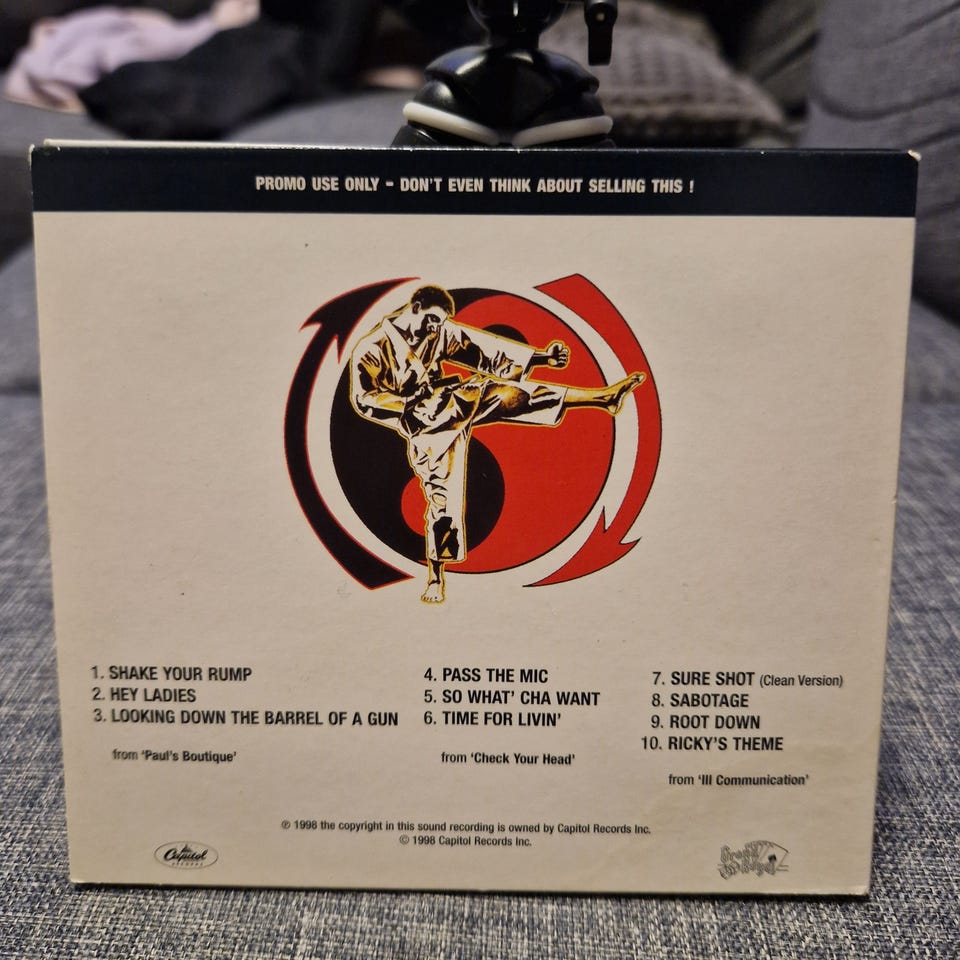 PROMO USE ONLY - DON'T EVEN THINK ABOUT SELLING THIS !
1. SHAKE YOUR RUMP
2. HEY LADIES
3. LOOKING DOWN THE BARREL OF A GUN
from 'Paul's Boutique'
4. PASS THE MIC
5. SO WHAT' CHA WANT
6. TIME FOR LIVIN'
from 'Check Your Head'
7. SURE SHOT (Clean Version)
8. SABOTAGE
9. ROOT DOWN
10. RICKY'S THEME
from 'Ill Communication'
℗ 1998 the copyright in this sound recording is owned by Capitol Records Inc.
© 1998 Capitol Records Inc.
Capitol
RECORDS